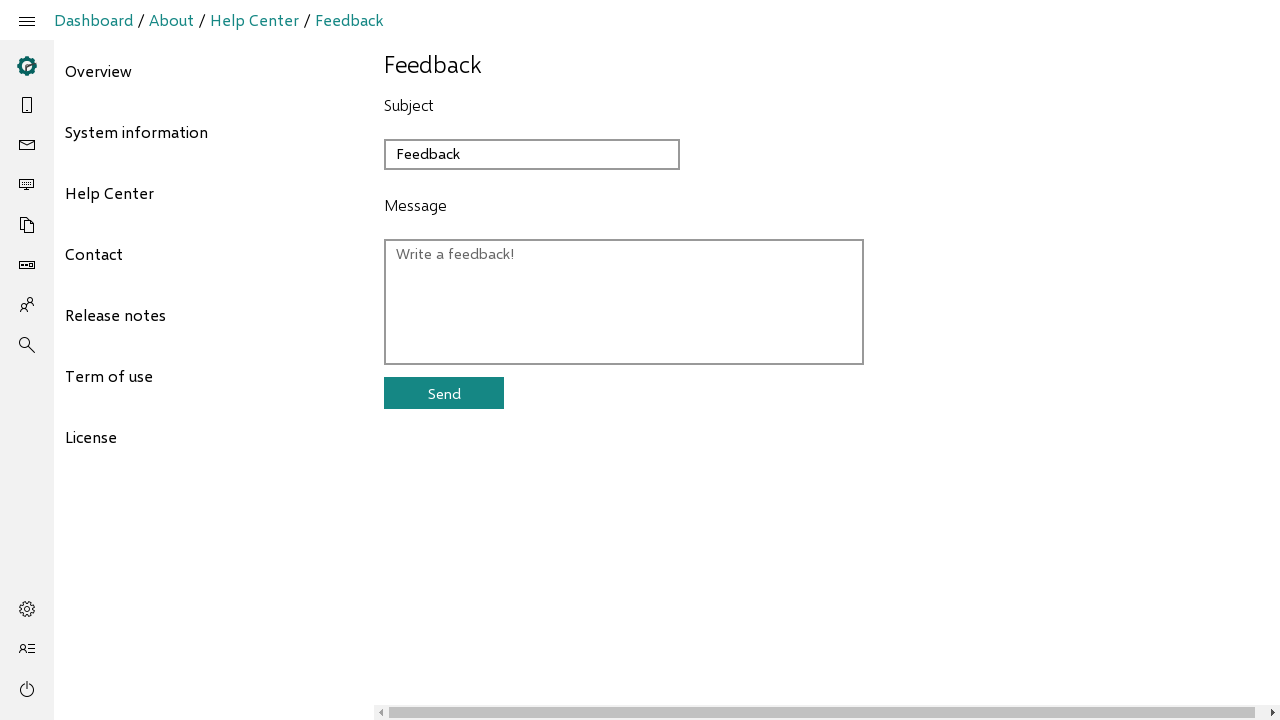 Dashboard / About / Help Center / Feedback
Overview
System information
Help Center
Contact
Release notes
Term of use
License
Feedback
Subject
Feedback
Message
Write a feedback!
Send